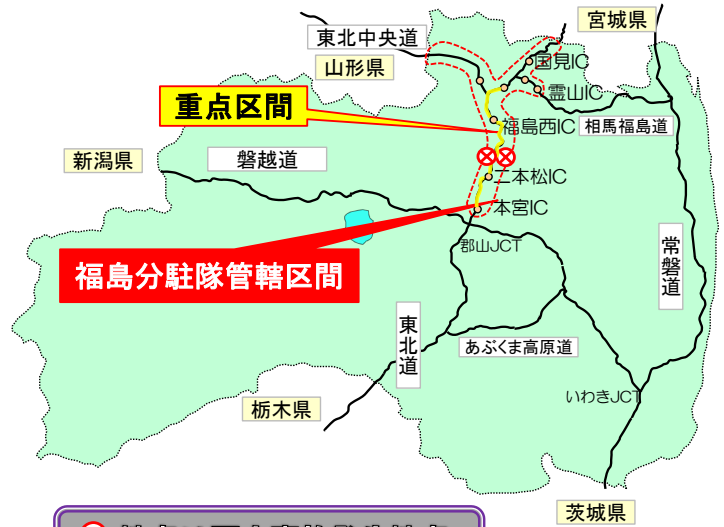 宮城県
東北中央道
山形県
国見IC
霊山IC
重点区間
福島西IC
相馬福島道
新潟県
磐越道
二本松IC
本宮IC
郡山JCT
福島分駐隊管轄区間
常磐道
東北道
あぶくま高原道
いわきJCT
栃木県
茨城県